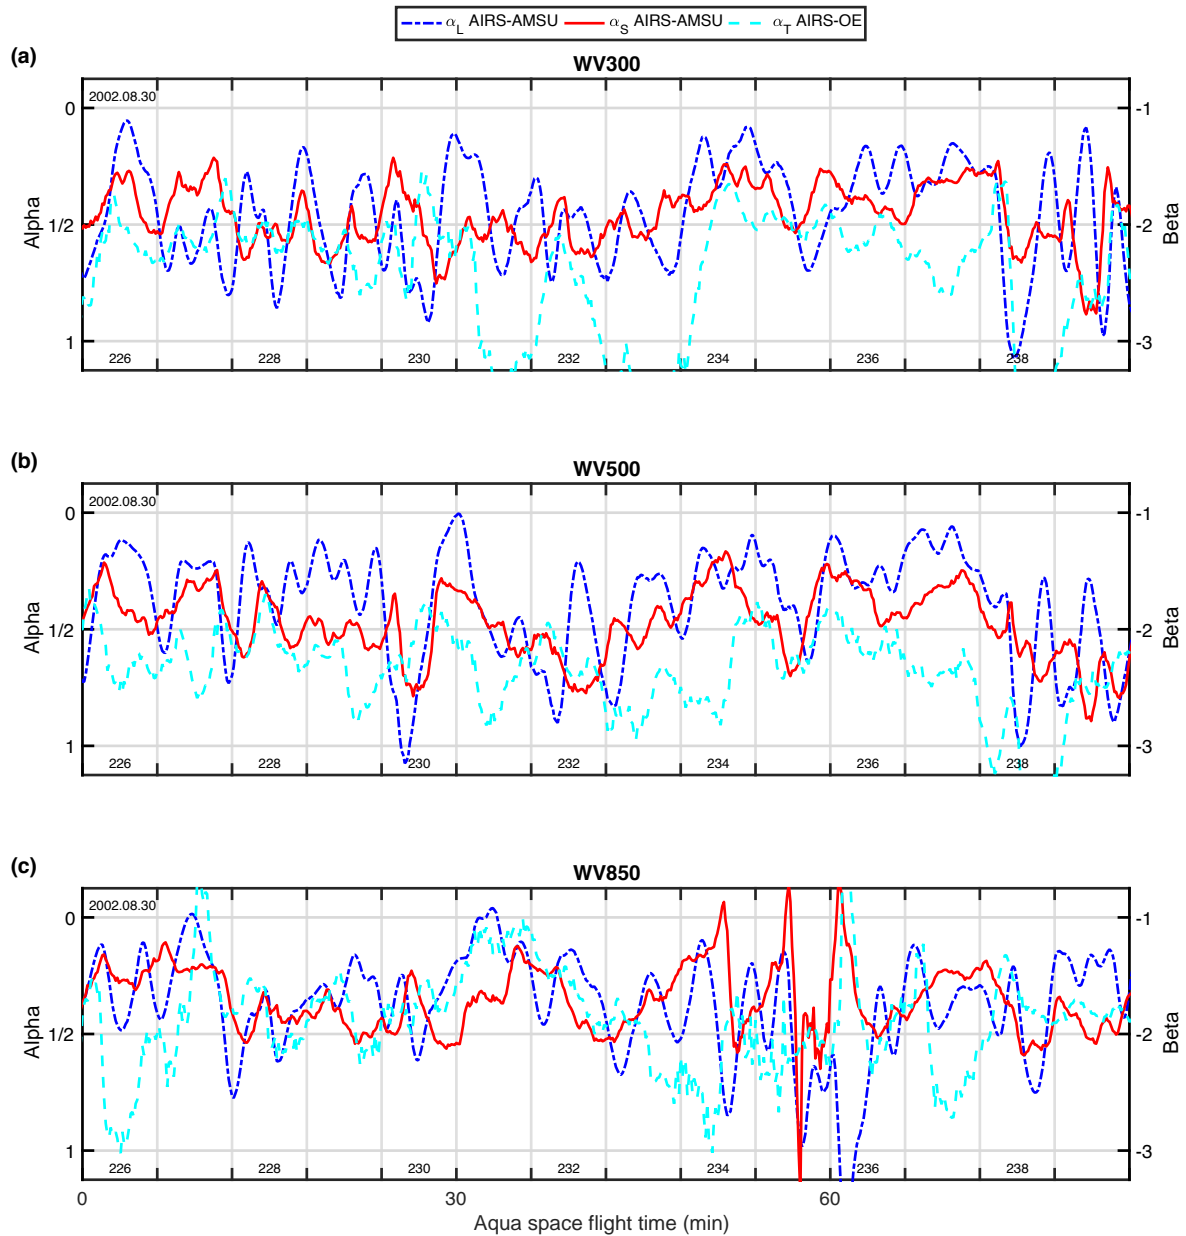 α_L AIRS-AMSU α_S AIRS-AMSU α_T AIRS-OE
(a)
WV300
2002.08.30
0 -1
1/2 -2
1 -3
Alpha
Beta
226 228 230 232 234 236 238
(b)
WV500
2002.08.30
0 -1
1/2 -2
1 -3
Alpha
Beta
226 228 230 232 234 236 238
(c)
WV850
2002.08.30
0 -1
1/2 -2
1 -3
Alpha
Beta
226 228 230 232 234 236 238
0 30 60
Aqua space flight time (min)